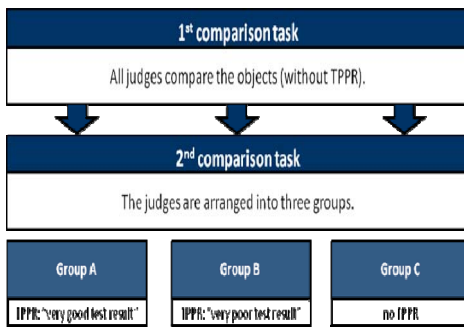 1st comparison task
All judges compare the objects (without TPPR).
2nd comparison task
The judges are arranged into three groups.
Group A
Group B
Group C
TPPR: "very good test result"
TPPR: "very poor test result"
no TPPR